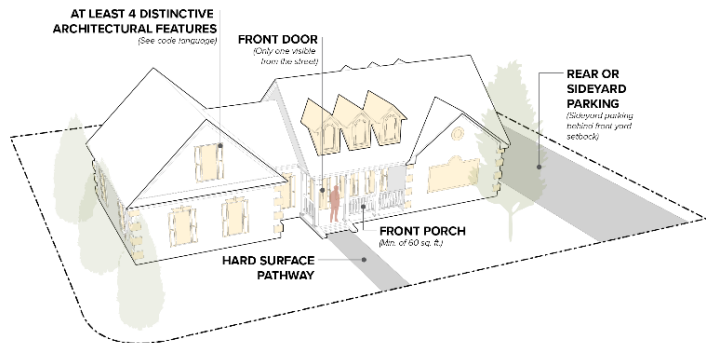 AT LEAST 4 DISTINCTIVE
ARCHITECTURAL FEATURES
(See code language)
FRONT DOOR
(Only one visible
from the street)
REAR OR
SIDEYARD
PARKING
(Sideyard parking
behind front yard
setback)
FRONT PORCH
(Min. of 60 sq. ft.)
HARD SURFACE
PATHWAY